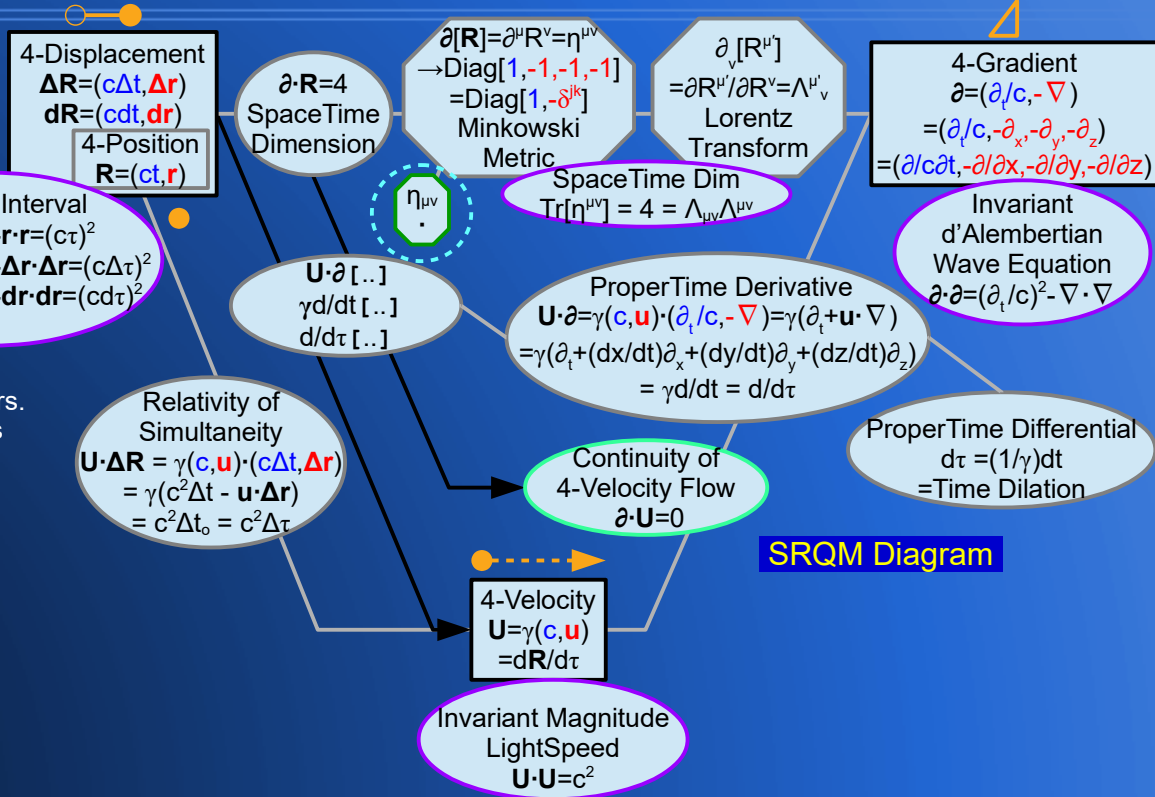 4-Displacement
ΔR=(cΔt,Δr)
dR=(cdt,dr)
4-Position
R=(ct,r)
Interval
r·r=(cτ)²
Δr·Δr=(cΔτ)²
dr·dr=(cdτ)²
rs.
s
∂·R=4
SpaceTime
Dimension
∂[R]=∂^μR^ν=η^μν
→Diag[1,-1,-1,-1]
=Diag[1,-δ^jk]
Minkowski
Metric
∂_ν[R^μ′]
=∂R^μ′/∂R^ν=Λ^μ′_ν
Lorentz
Transform
4-Gradient
∂=(∂_t/c,-∇)
=(∂_t/c,-∂_x,-∂_y,-∂_z)
=(∂/c∂t,-∂/∂x,-∂/∂y,-∂/∂z)
η_μν
·
SpaceTime Dim
Tr[η^μν] = 4 = Λ_μνΛ^μν
Invariant
d'Alembertian
Wave Equation
∂·∂=(∂_t/c)²-∇·∇
U·∂[..]
γd/dt[..]
d/dτ[..]
ProperTime Derivative
U·∂=γ(c,u)·(∂_t/c,-∇)=γ(∂_t+u·∇)
=γ(∂_t+(dx/dt)∂_x+(dy/dt)∂_y+(dz/dt)∂_z)
= γd/dt = d/dτ
Relativity of
Simultaneity
U·ΔR = γ(c,u)·(cΔt,Δr)
= γ(c²Δt - u·Δr)
= c²Δt_o = c²Δτ
Continuity of
4-Velocity Flow
∂·U=0
ProperTime Differential
dτ =(1/γ)dt
=Time Dilation
SRQM Diagram
4-Velocity
U=γ(c,u)
=dR/dτ
Invariant Magnitude
LightSpeed
U·U=c²